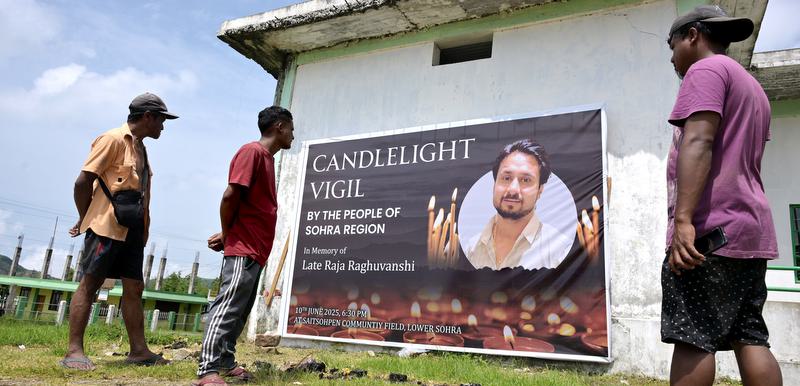 CANDLELIGHT
VIGIL
BY THE PEOPLE OF
SOHRA REGION
In Memory of
Late Raja Raghuvanshi
10TH JUNE 2025, 6:30 PM
AT SAITSOHPEN COMMUNTIY FIELD, LOWER SOHRA